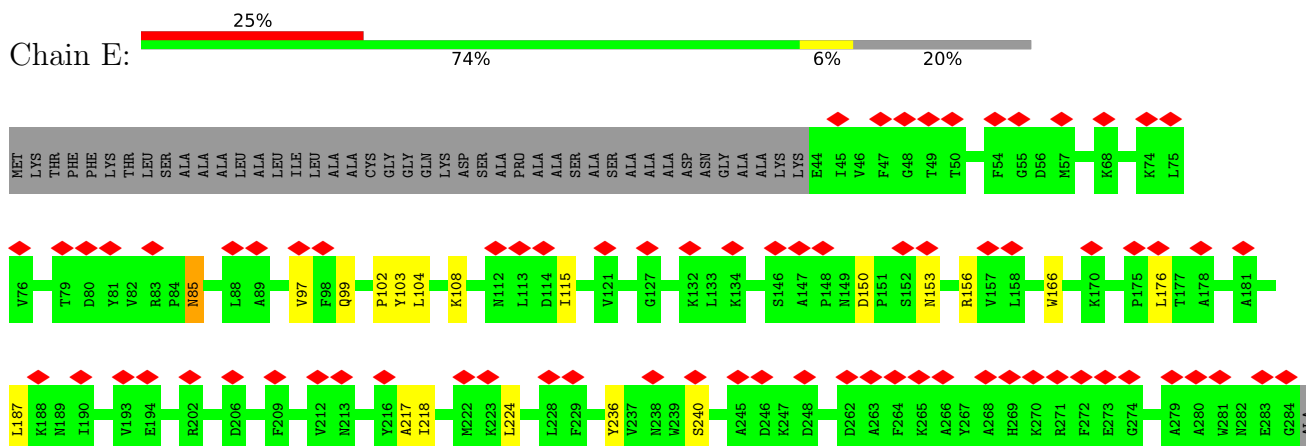 25%
Chain E:
74% 6% 20%
MET LYS THR PHE PHE LYS THR LEU SER ALA ALA ALA LEU ALA LEU ILE LEU ALA ALA CYS GLY GLY GLN LYS ASP SER ALA PRO ALA ALA SER ALA SER ALA ALA ALA ASP ASN GLY ALA ALA LYS LYS E44 I45 V46 F47 G48 T49 T50 F54 G55 D56 M57 K68 K74 L75
V76 T79 D80 Y81 V82 R83 P84 N85 L88 A89 V97 F98 Q99 P102 Y103 L104 K108 N112 L113 D114 I115 V121 G127 K132 L133 K134 S146 A147 P148 N149 D150 P151 S152 N153 R156 V157 L158 W166 K170 P175 L176 T177 A178 A181
L187 K188 N189 I190 V193 E194 R202 D206 F209 V212 N213 Y216 A217 I218 M222 K223 L224 L228 F229 Y236 V237 N238 W239 S240 A245 D246 K247 D248 D262 A263 F264 K265 A266 Y267 A268 H269 K270 R271 F272 E273 G274 A279 A280 W281 N282 E283 G284